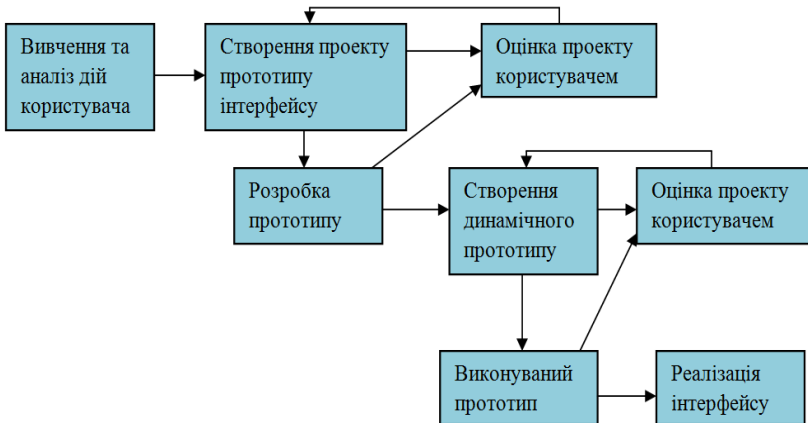 Вивчення та
аналіз дій
користувача
Створення проекту
прототипу
інтерфейсу
Оцінка проекту
користувачем
Розробка
прототипу
Створення
динамічного
прототипу
Оцінка проекту
користувачем
Виконуваний
прототип
Реалізація
інтерфейсу